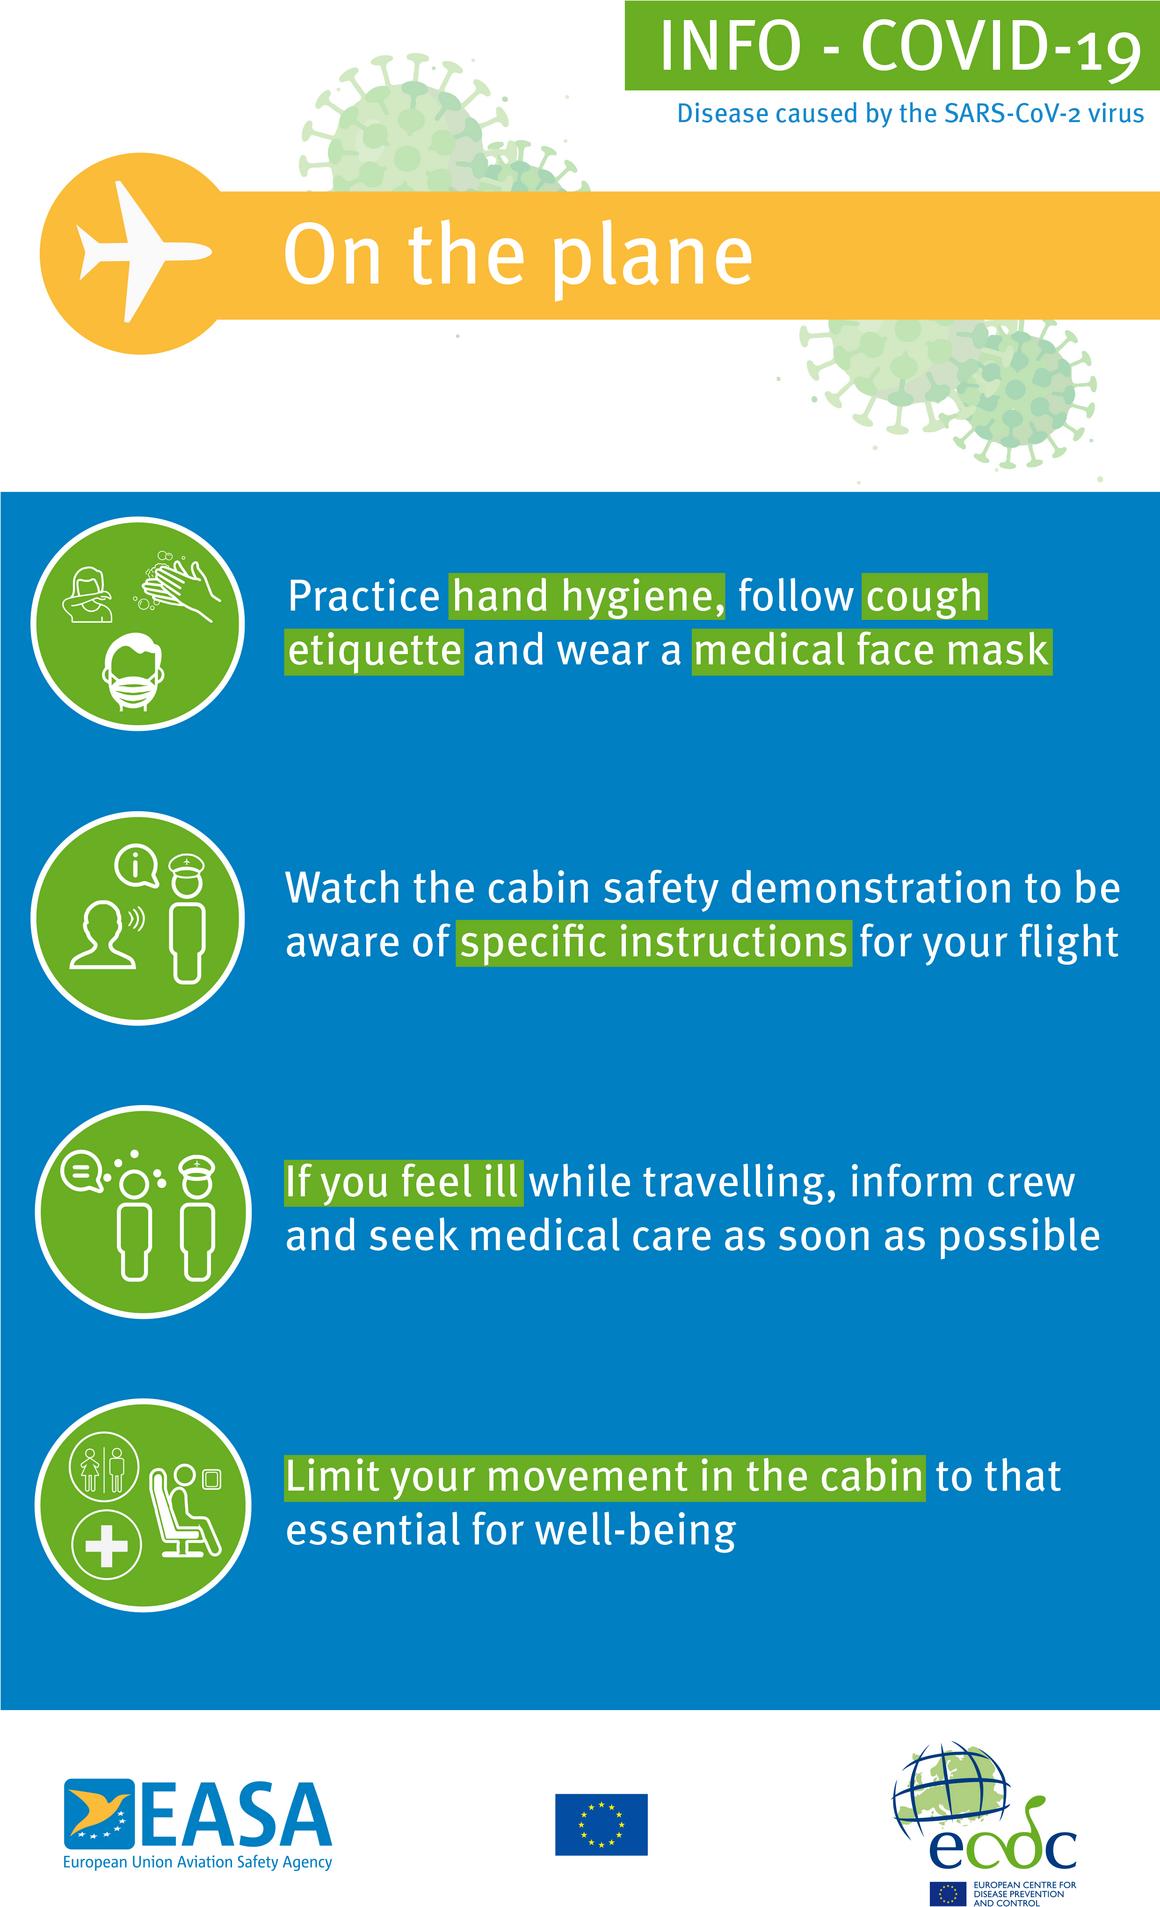 INFO - COVID-19
Disease caused by the SARS-CoV-2 virus
On the plane
Practice hand hygiene, follow cough
etiquette and wear a medical face mask
Watch the cabin safety demonstration to be
aware of specific instructions for your flight
If you feel ill while travelling, inform crew
and seek medical care as soon as possible
Limit your movement in the cabin to that
essential for well-being
EASA
European Union Aviation Safety Agency
ecdc
EUROPEAN CENTRE FOR
DISEASE PREVENTION
AND CONTROL